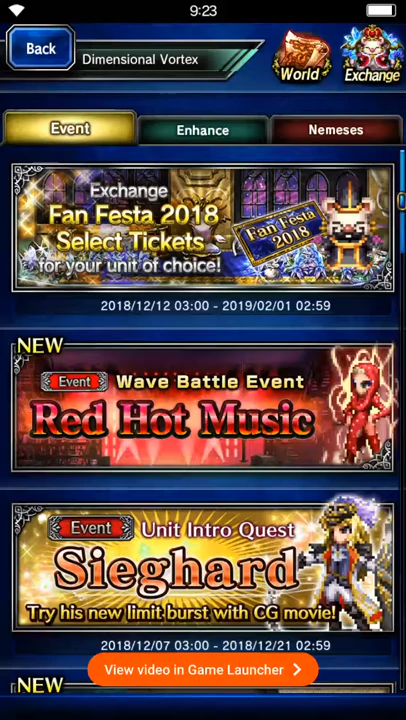 9:23
Back
Dimensional Vortex
World
Exchange
Event
Enhance
Nemeses
Exchange
Fan Festa 2018
Select Tickets
for your unit of choice!
Fan Festa
2018
2018/12/12 03:00 - 2019/02/01 02:59
NEW
Event Wave Battle Event
Red Hot Music
Event Unit Intro Quest
Sieghard
Try his new limit burst with CG movie!
2018/12/07 03:00 - 2018/12/21 02:59
View video in Game Launcher
NEW